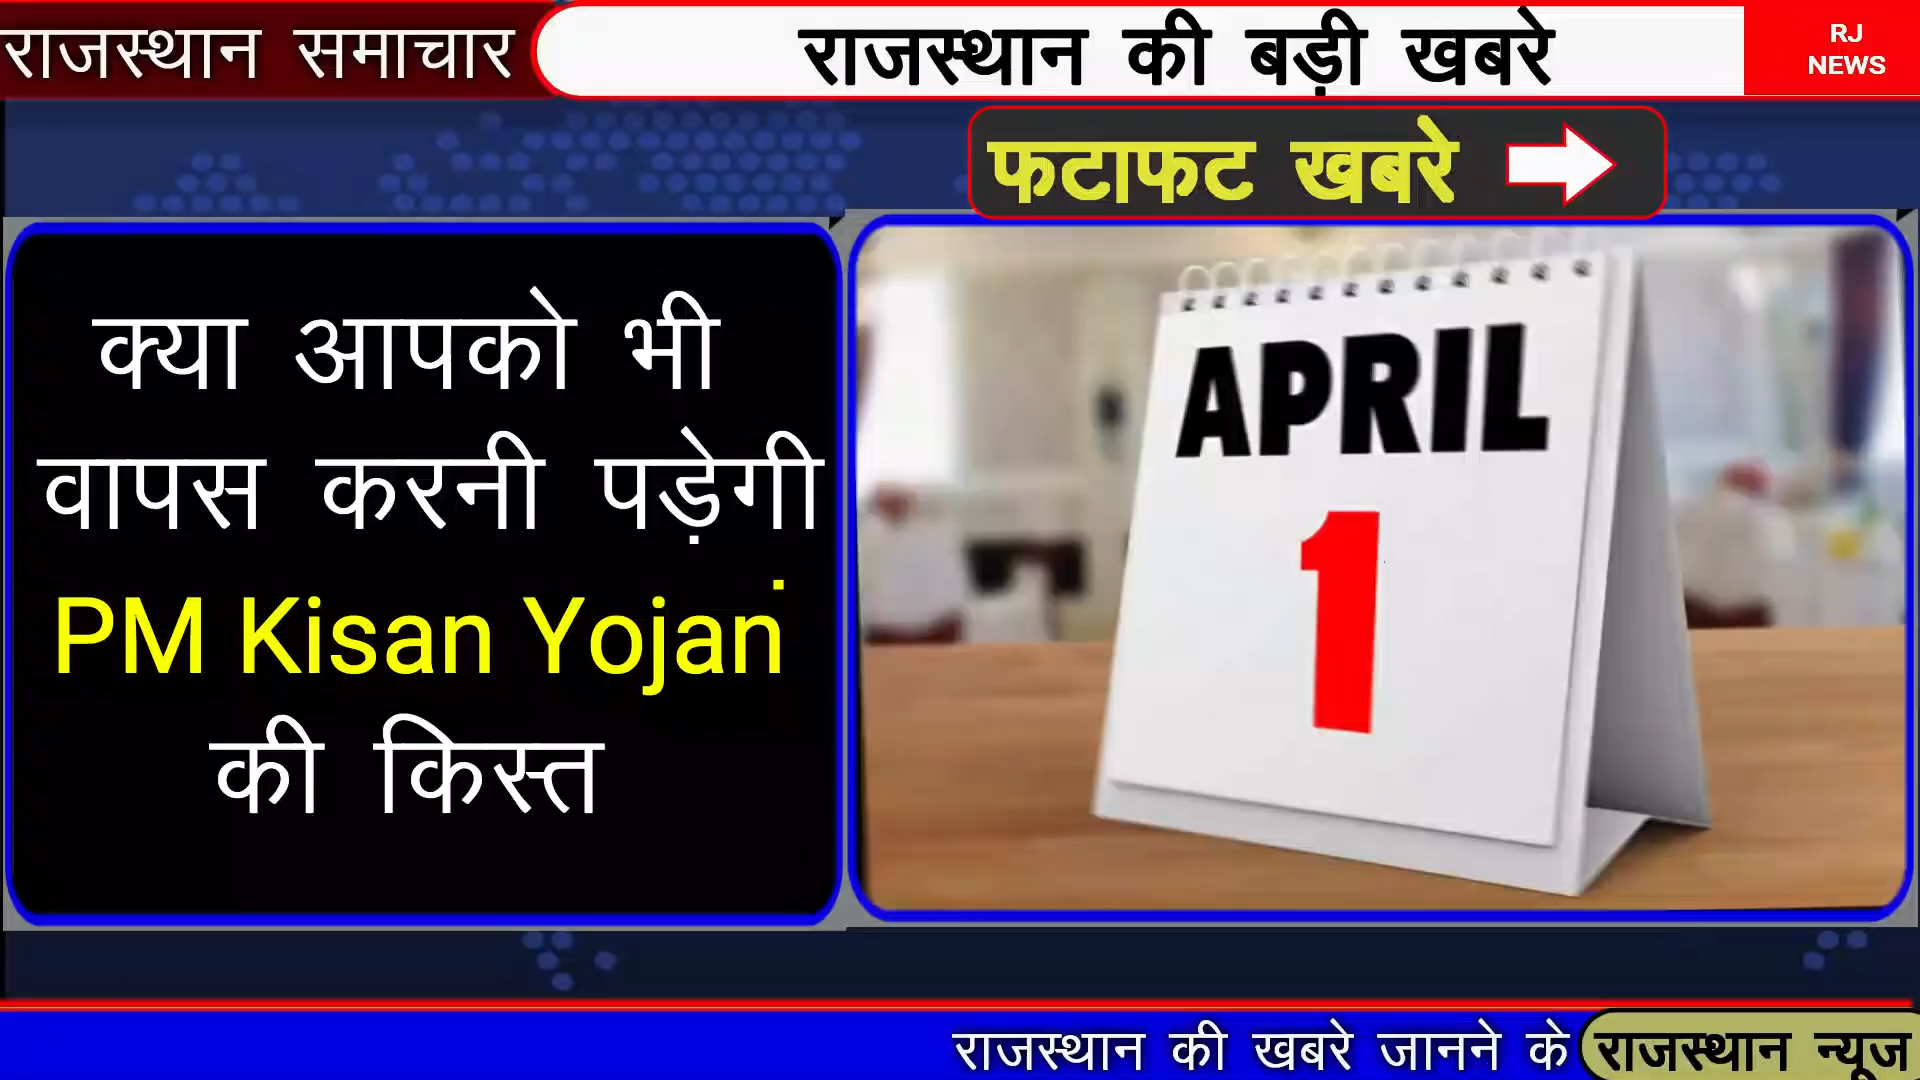 राजस्थान समाचार
राजस्थान की बड़ी खबरे
RJ
NEWS
फटाफट खबरे
क्या आपको भी
वापस करनी पड़ेगी
PM Kisan Yojan
की किस्त
APRIL
1
राजस्थान की खबरे जानने के
राजस्थान न्यूज